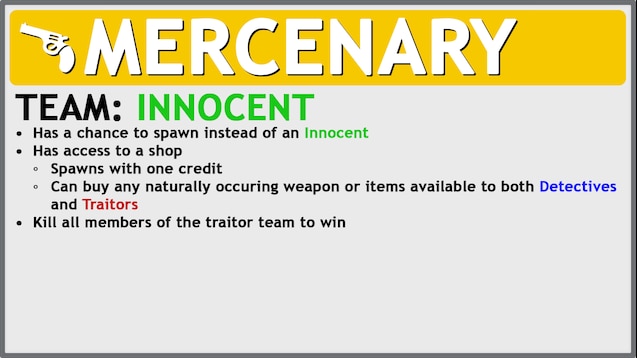 MERCENARY
TEAM: INNOCENT
• Has a chance to spawn instead of an Innocent
• Has access to a shop
◦ Spawns with one credit
◦ Can buy any naturally occuring weapon or items available to both Detectives
and Traitors
• Kill all members of the traitor team to win